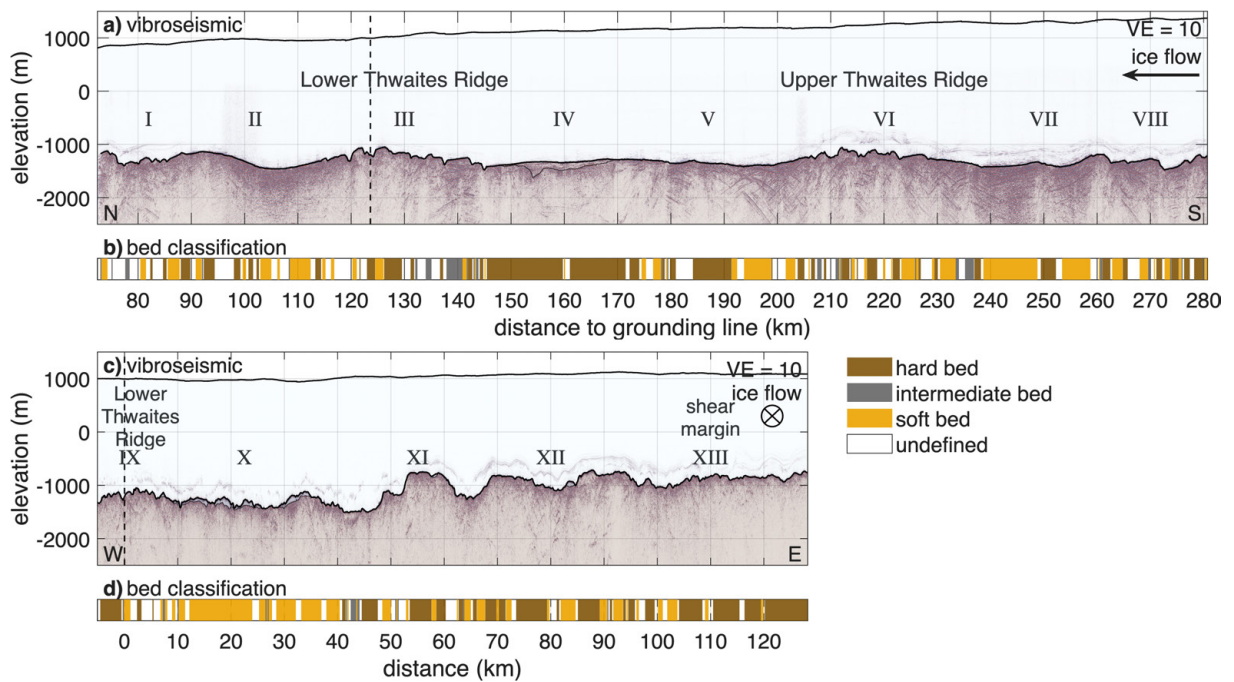 a) vibroseismic
VE = 10
ice flow
Lower Thwaites Ridge
Upper Thwaites Ridge
I II III IV V VI VII VIII
elevation (m)
1000
0
-1000
-2000
N
S
b) bed classification
80 90 100 110 120 130 140 150 160 170 180 190 200 210 220 230 240 250 260 270 280
distance to grounding line (km)
c) vibroseismic
VE = 10
ice flow
Lower
Thwaites
Ridge
shear
margin
IX X XI XII XIII
elevation (m)
1000
0
-1000
-2000
W
E
d) bed classification
0 10 20 30 40 50 60 70 80 90 100 110 120
distance (km)
hard bed
intermediate bed
soft bed
undefined